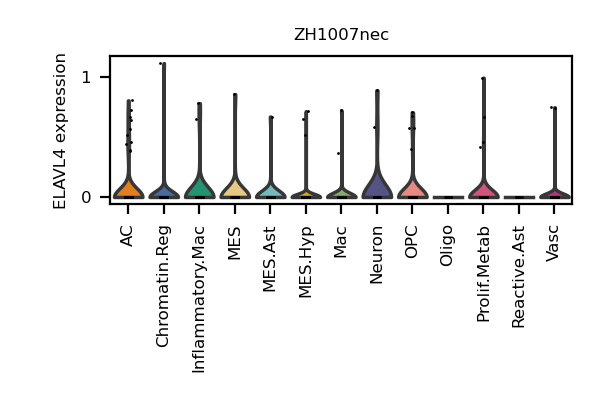 ZH1007nec
ELAVL4 expression
1
0
AC
Chromatin.Reg
Inflammatory.Mac
MES
MES.Ast
MES.Hyp
Mac
Neuron
OPC
Oligo
Prolif.Metab
Reactive.Ast
Vasc